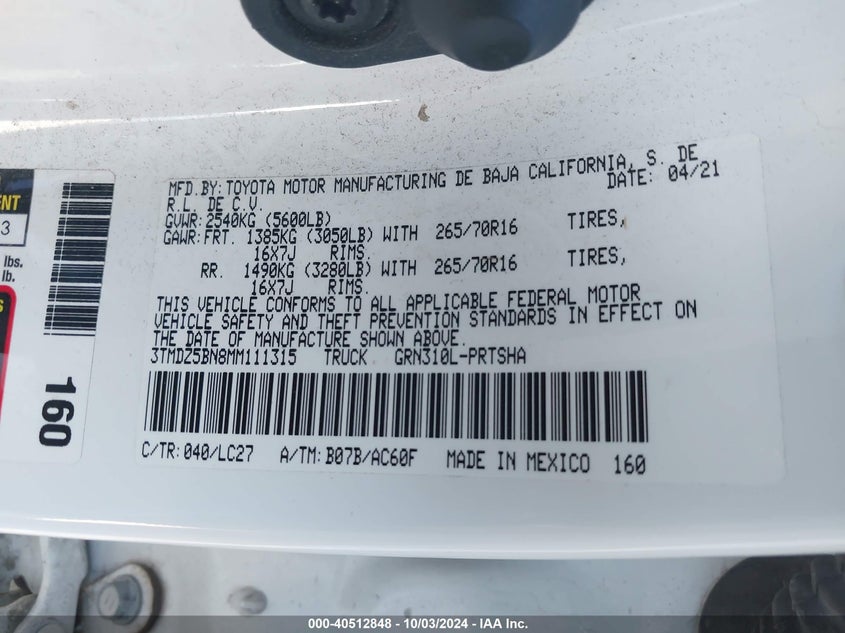 MFD.BY: TOYOTA MOTOR MANUFACTURING DE BAJA CALIFORNIA, S. DE
R.L. DE C.V. DATE: 04/21
GVWR: 2540KG (5600LB)
GAWR: FRT. 1385KG (3050LB) WITH 265/70R16 TIRES,
16X7J RIMS.
RR. 1490KG (3280LB) WITH 265/70R16 TIRES,
16X7J RIMS.
THIS VEHICLE CONFORMS TO ALL APPLICABLE FEDERAL MOTOR
VEHICLE SAFETY AND THEFT PREVENTION STANDARDS IN EFFECT ON
THE DATE OF MANUFACTURE SHOWN ABOVE.
3TMDZ5BN8MM111315 TRUCK GRN310L-PRTSHA
C/TR: 040/LC27 A/TM: B07B/AC60F MADE IN MEXICO 160
3
lbs.
lb.
160
000-40512848 - 10/03/2024 - IAA Inc.